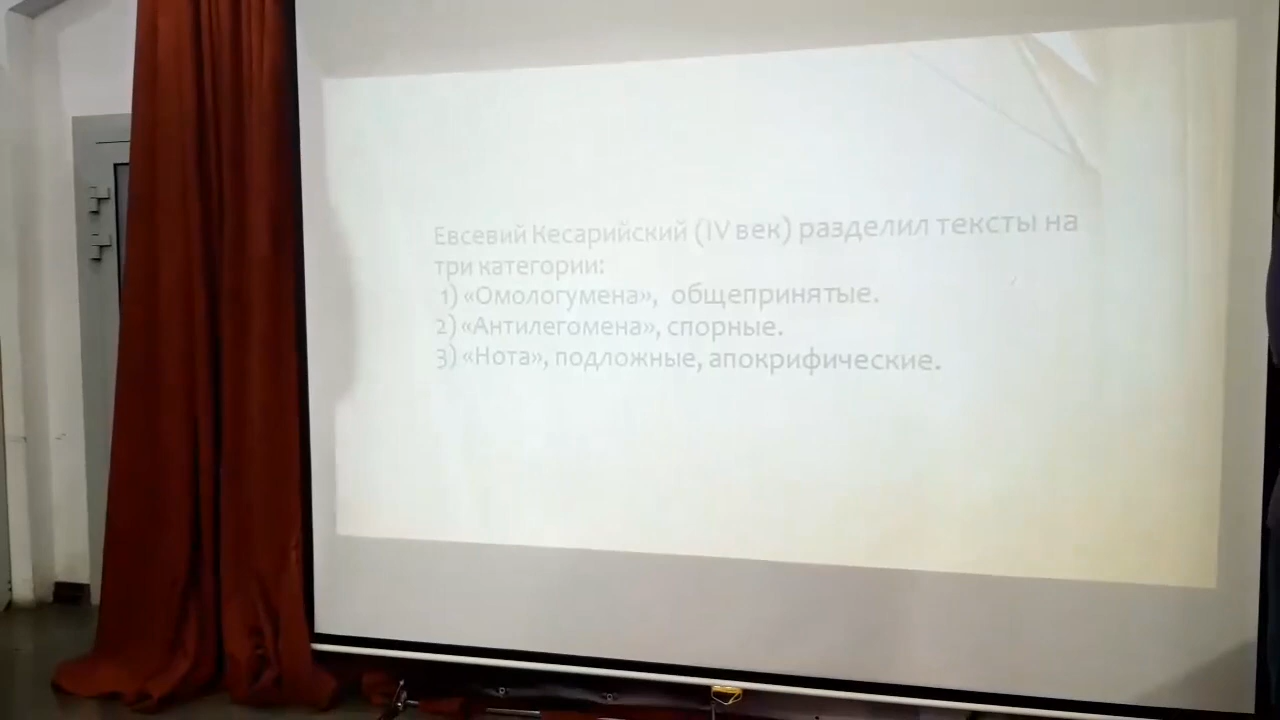 Евсевий Кесарийский (IV век) разделил тексты на
три категории:
1) «Омологумена», общепринятые.
2) «Антилегомена», спорные.
3) «Нота», подложные, апокрифические.